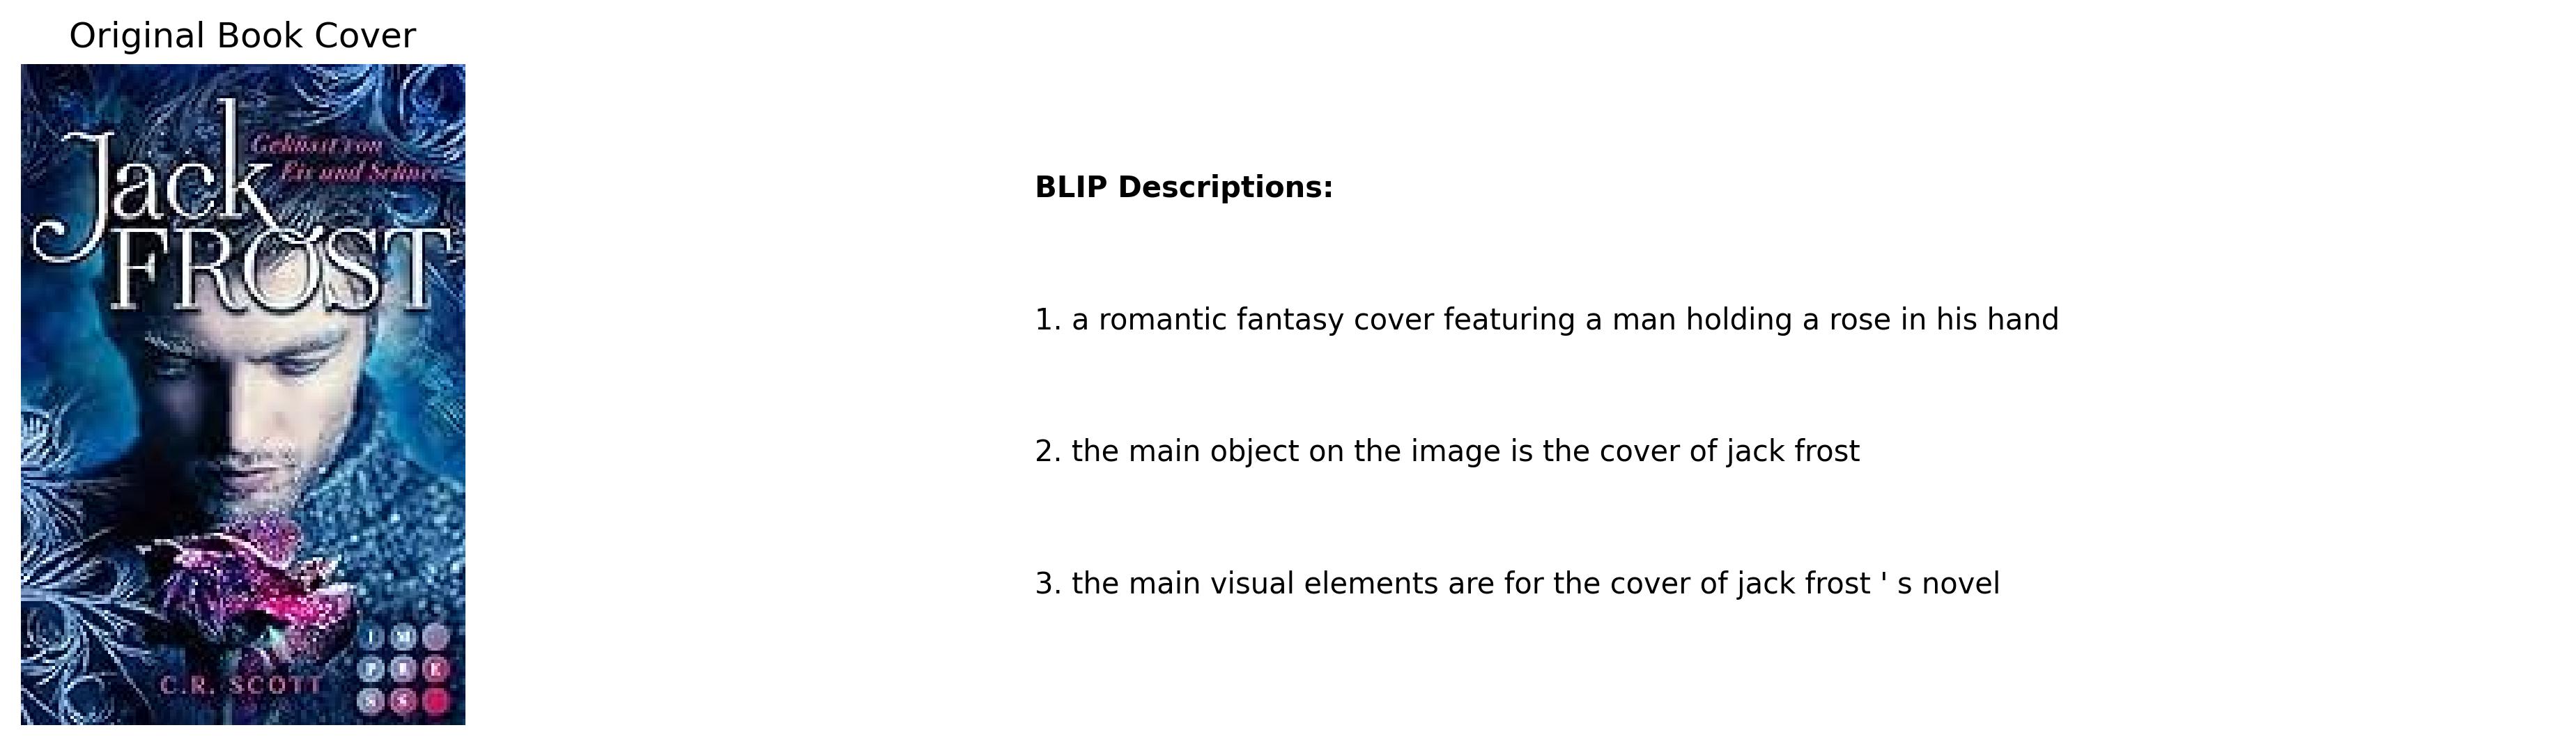 Original Book Cover
Jack
Geküsst von
Eis und Schnee
FROST
C.R. SCOTT
I M
P R E
S S
BLIP Descriptions:
1. a romantic fantasy cover featuring a man holding a rose in his hand
2. the main object on the image is the cover of jack frost
3. the main visual elements are for the cover of jack frost ' s novel